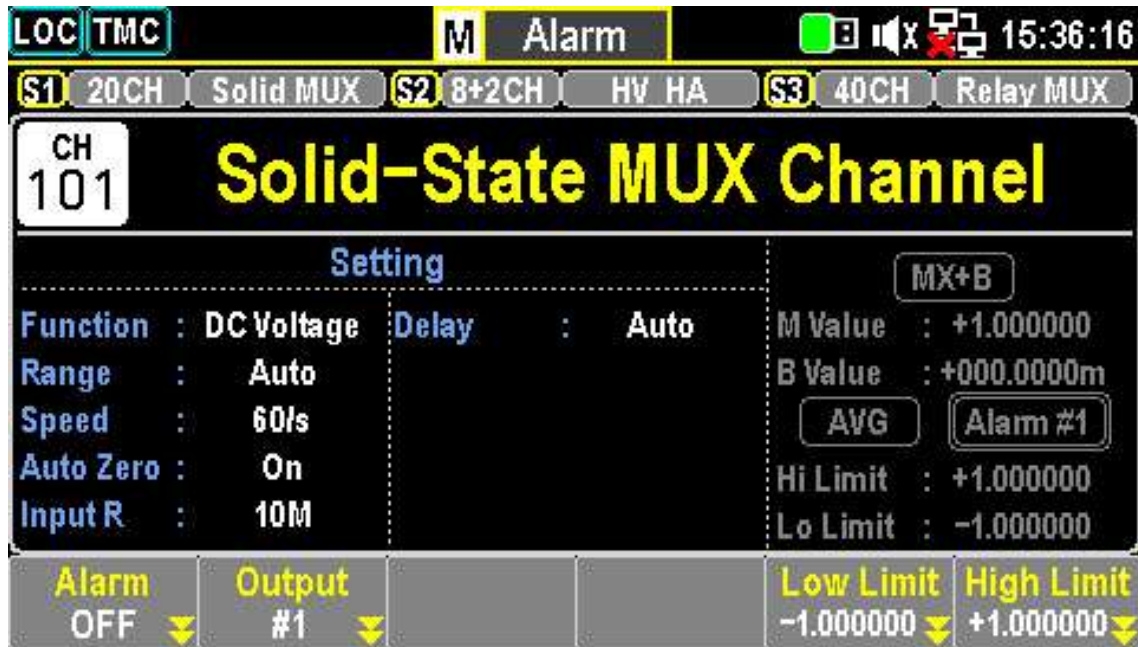 LOC TMC M Alarm 15:36:16
S1 20CH Solid MUX S2 8+2CH HV HA S3 40CH Relay MUX
CH
101
Solid-State MUX Channel
Setting
MX+B
Function : DC Voltage Delay : Auto M Value : +1.000000
Range : Auto B Value : +000.0000m
Speed : 60/s AVG Alarm #1
Auto Zero : On Hi Limit : +1.000000
Input R : 10M Lo Limit : -1.000000
Alarm Output Low Limit High Limit
OFF #1 -1.000000 +1.000000